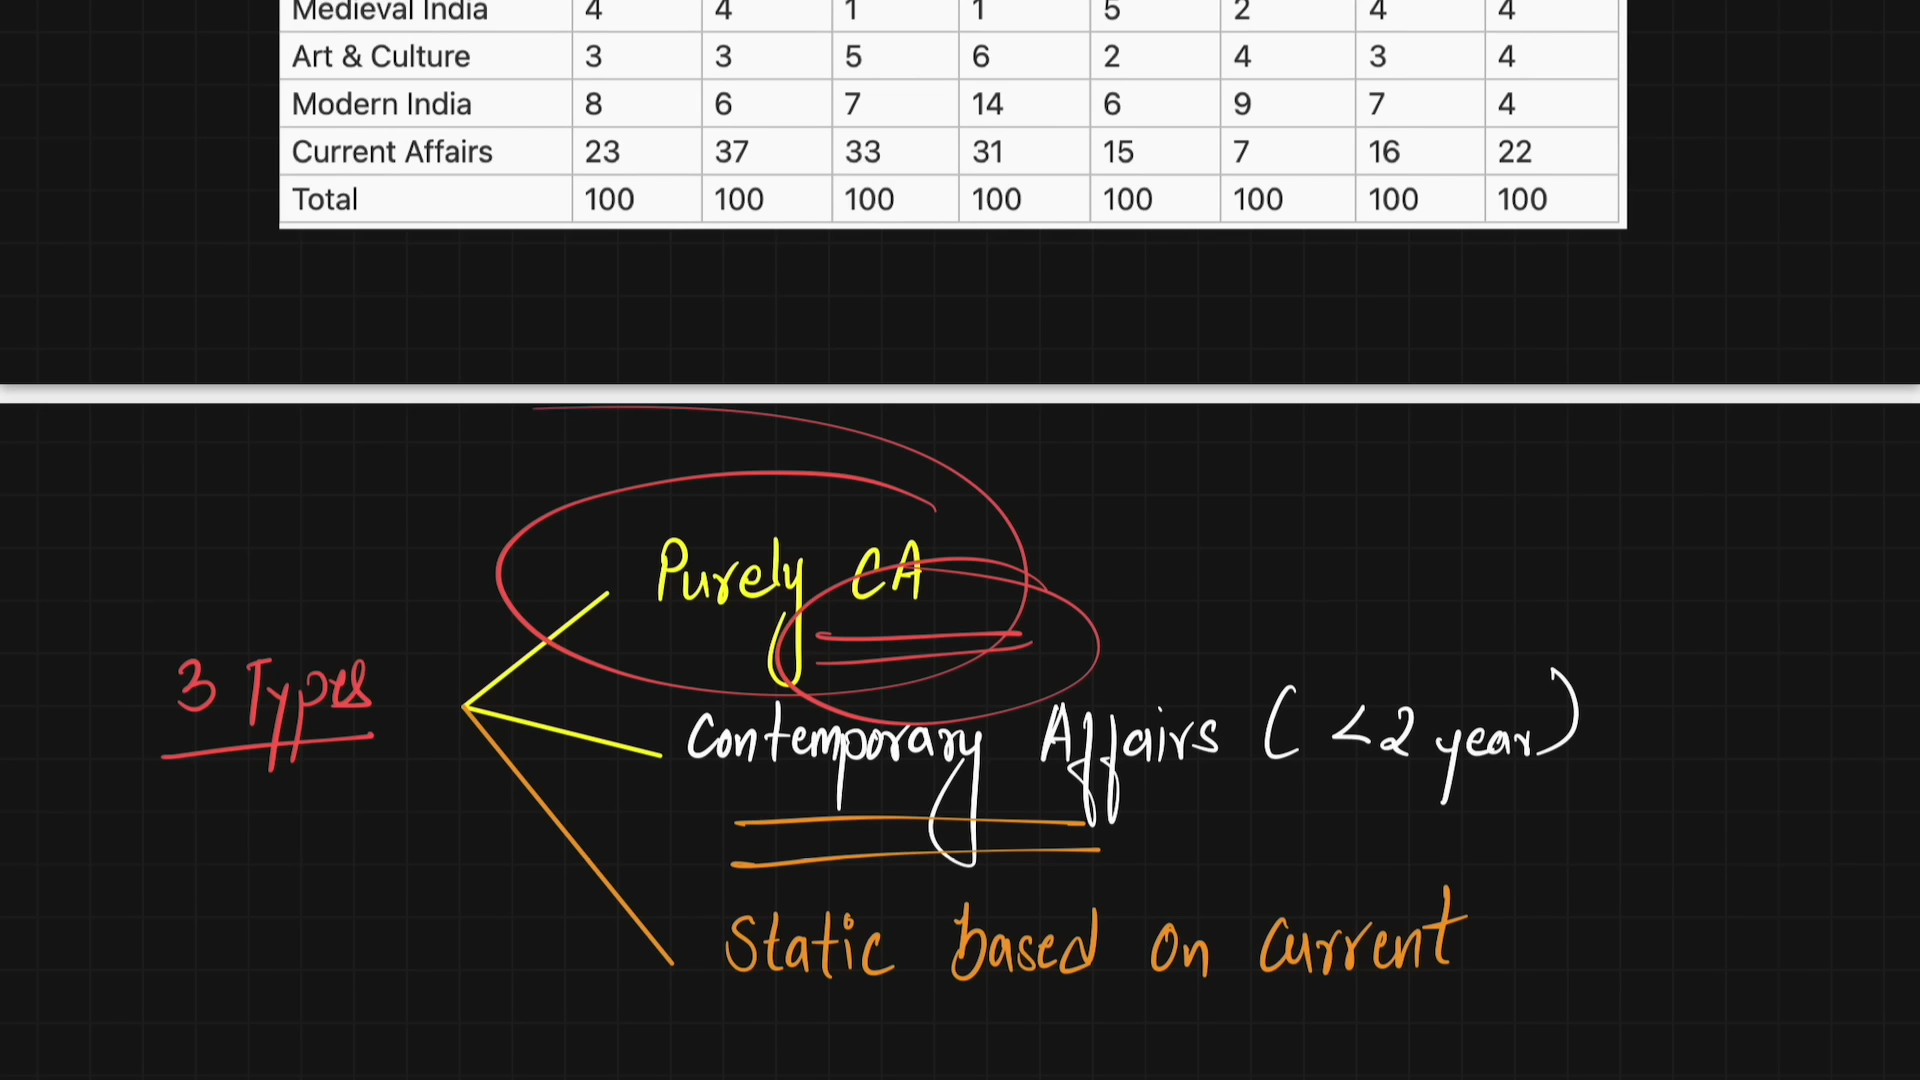 Medieval India 4 4 1 1 5 2 4 4
Art & Culture 3 3 5 6 2 4 3 4
Modern India 8 6 7 14 6 9 7 4
Current Affairs 23 37 33 31 15 7 16 22
Total 100 100 100 100 100 100 100 100
Purely CA
3 Types
Contemporary Affairs (<2 year)
Static based on Current